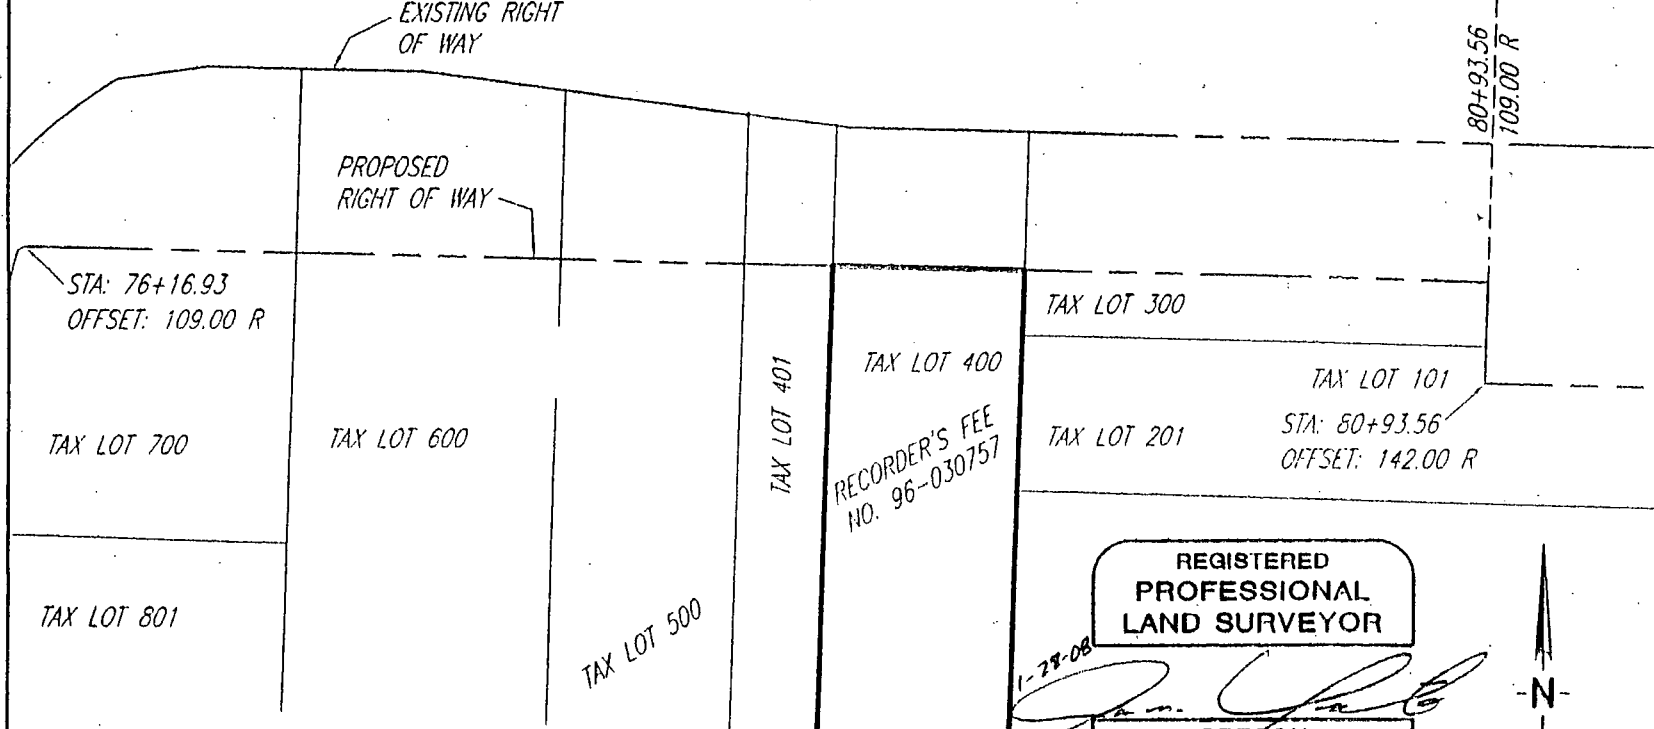 EXISTING RIGHT
OF WAY
80+93.56
109.00 R
PROPOSED
RIGHT OF WAY
STA: 76+16.93
OFFSET: 109.00 R
TAX LOT 300
TAX LOT 400
TAX LOT 401
TAX LOT 101
STA: 80+93.56
OFFSET: 142.00 R
TAX LOT 201
TAX LOT 700
TAX LOT 600
RECORDER'S FEE
NO. 96-030757
TAX LOT 801
TAX LOT 500
REGISTERED
PROFESSIONAL
LAND SURVEYOR
1-28-08
N